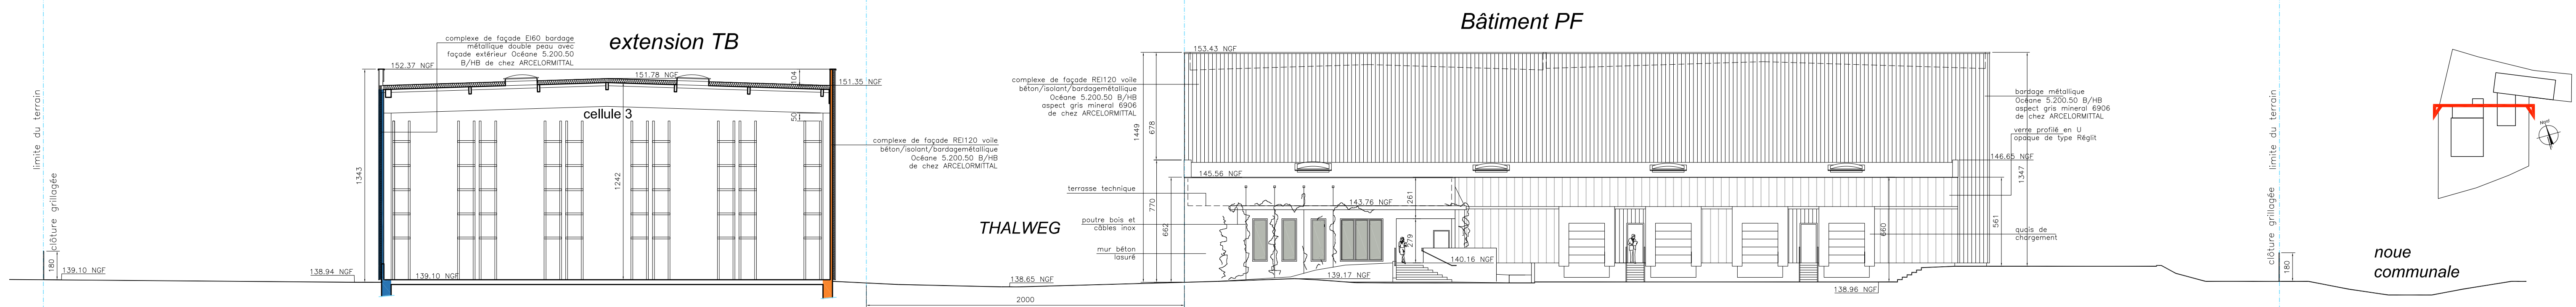 limite du terrain
clôture grillagée
180
139.10 NGF
138.94 NGF
extension TB
complexe de façade EI60 bardage
métallique double peau avec
façade extérieur Océane 5.200.50
B/HB de chez ARCELORMITTAL
152.37 NGF
151.78 NGF
104
151.35 NGF
cellule 3
50
1343
1242
139.10 NGF
complexe de façade REI120 voile
béton/isolant/bardagemétallique
Océane 5.200.50 B/HB
de chez ARCELORMITTAL
THALWEG
138.65 NGF
2000
Bâtiment PF
153.43 NGF
complexe de façade REI120 voile
béton/isolant/bardagemétallique
Océane 5.200.50 B/HB
aspect gris mineral 6906
de chez ARCELORMITTAL
1449
678
770
662
145.56 NGF
terrasse technique
poutre bois et
câbles inox
mur béton
lasuré
143.76 NGF
261
279
139.17 NGF
140.16 NGF
660
138.96 NGF
bardage métallique
Océane 5.200.50 B/HB
aspect gris mineral 6906
de chez ARCELORMITTAL
verre profilé en U
opaque de type Réglit
146.65 NGF
1347
561
quais de
chargement
clôture grillagée
limite du terrain
180
noue
communale
Nord